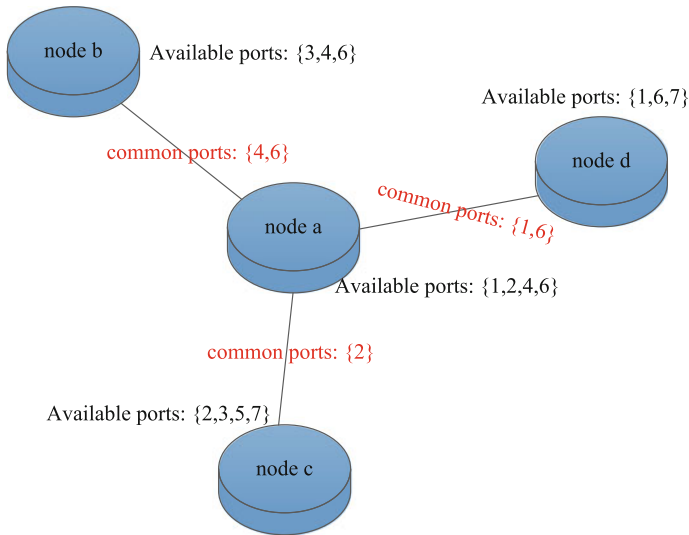 node b
Available ports: {3,4,6}
Available ports: {1,6,7}
common ports: {4,6}
node d
common ports: {1,6}
node a
Available ports: {1,2,4,6}
common ports: {2}
Available ports: {2,3,5,7}
node c